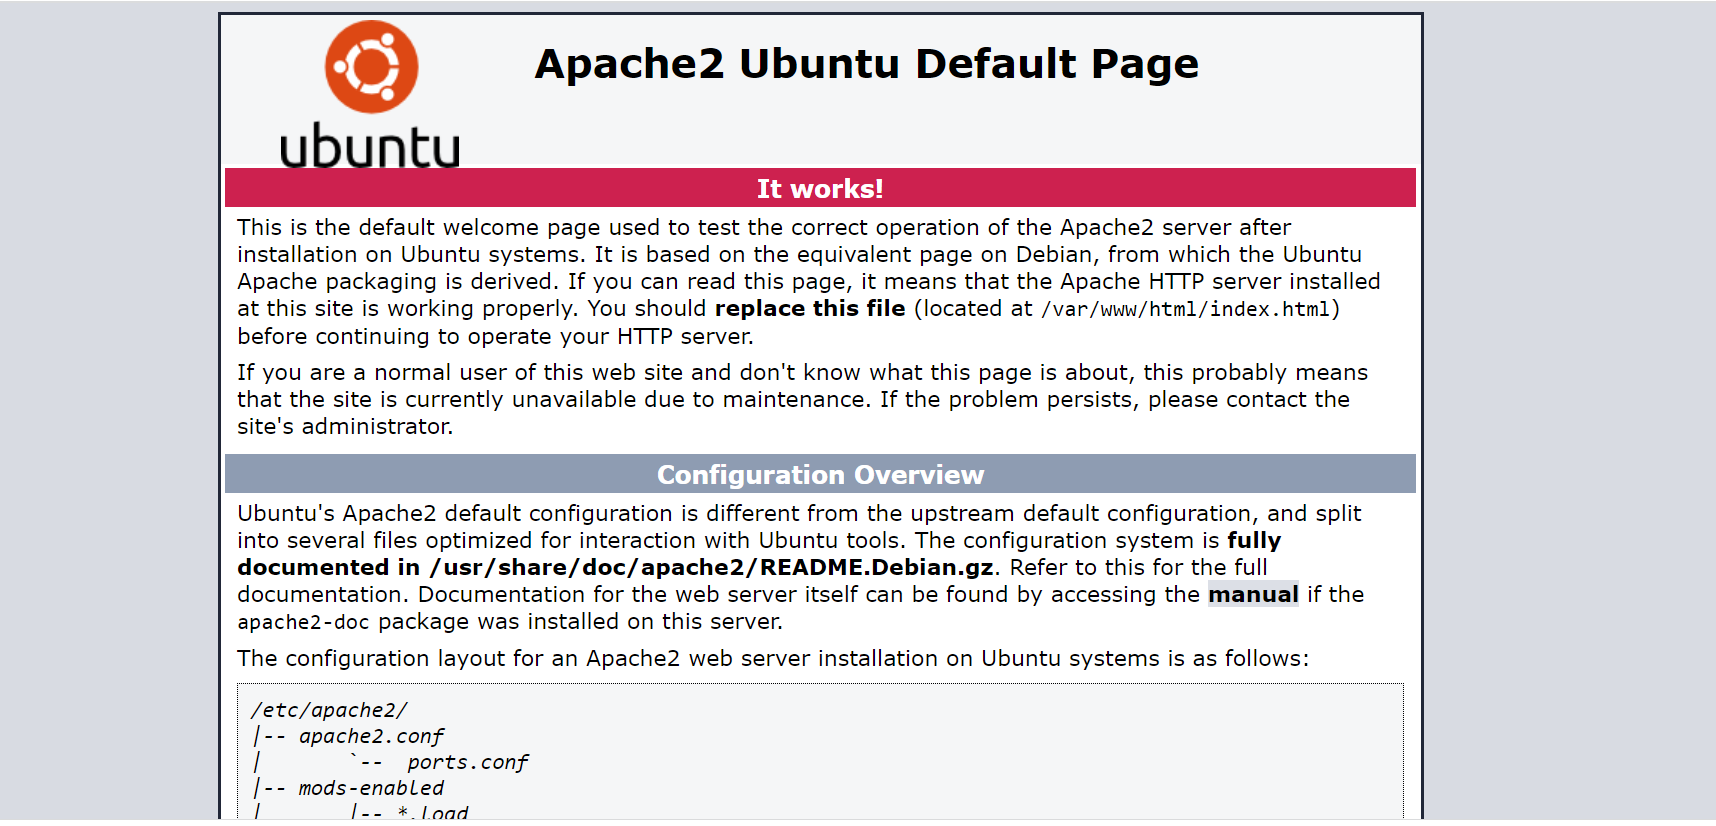 ubuntu
Apache2 Ubuntu Default Page
It works!
This is the default welcome page used to test the correct operation of the Apache2 server after
installation on Ubuntu systems. It is based on the equivalent page on Debian, from which the Ubuntu
Apache packaging is derived. If you can read this page, it means that the Apache HTTP server installed
at this site is working properly. You should replace this file (located at /var/www/html/index.html)
before continuing to operate your HTTP server.
If you are a normal user of this web site and don't know what this page is about, this probably means
that the site is currently unavailable due to maintenance. If the problem persists, please contact the
site's administrator.
Configuration Overview
Ubuntu's Apache2 default configuration is different from the upstream default configuration, and split
into several files optimized for interaction with Ubuntu tools. The configuration system is fully
documented in /usr/share/doc/apache2/README.Debian.gz. Refer to this for the full
documentation. Documentation for the web server itself can be found by accessing the manual if the
apache2-doc package was installed on this server.
The configuration layout for an Apache2 web server installation on Ubuntu systems is as follows:
/etc/apache2/
|-- apache2.conf
|       `--  ports.conf
|-- mods-enabled
|       |-- *.load